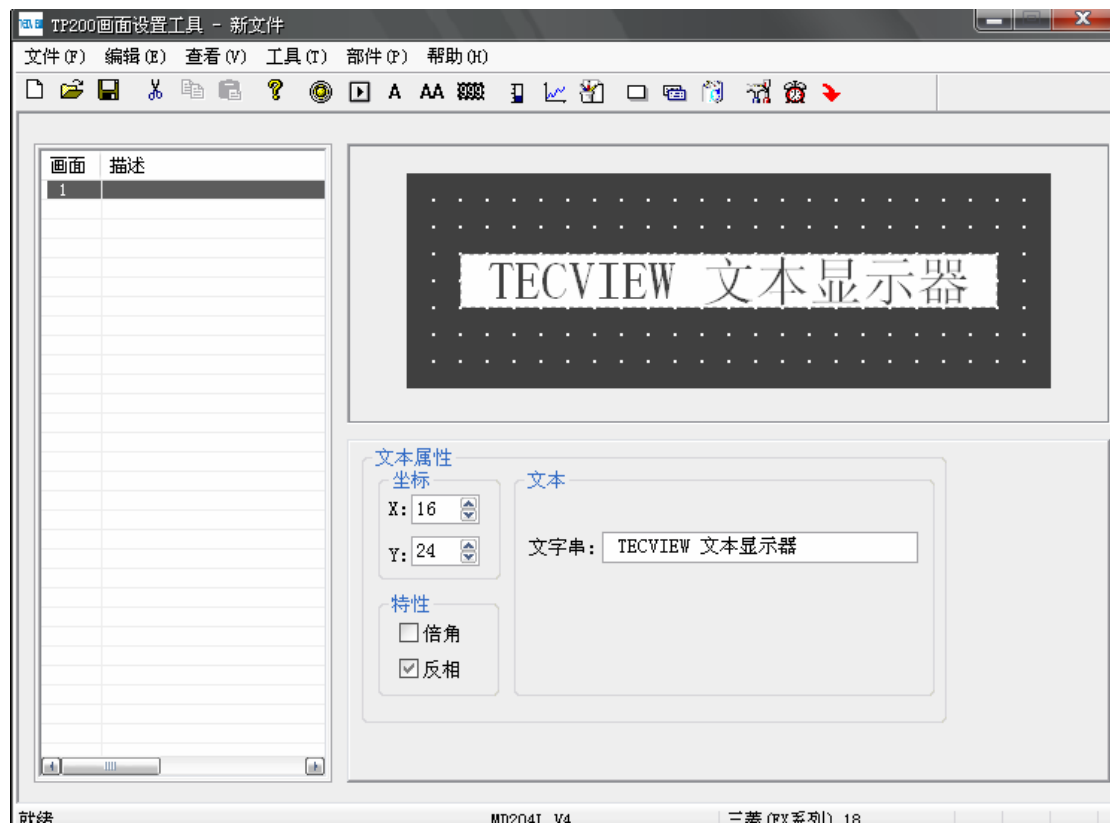 TP200画面设置工具 - 新文件
文件(F) 编辑(E) 查看(V) 工具(T) 部件(P) 帮助(H)
A AA
画面 描述
1
TECVIEW 文本显示器
文本属性
坐标
X: 16
Y: 24
文本
文字串: TECVIEW 文本显示器
特性
倍角
反相
就绪 MD204L V4 三菱(FX系列) 18